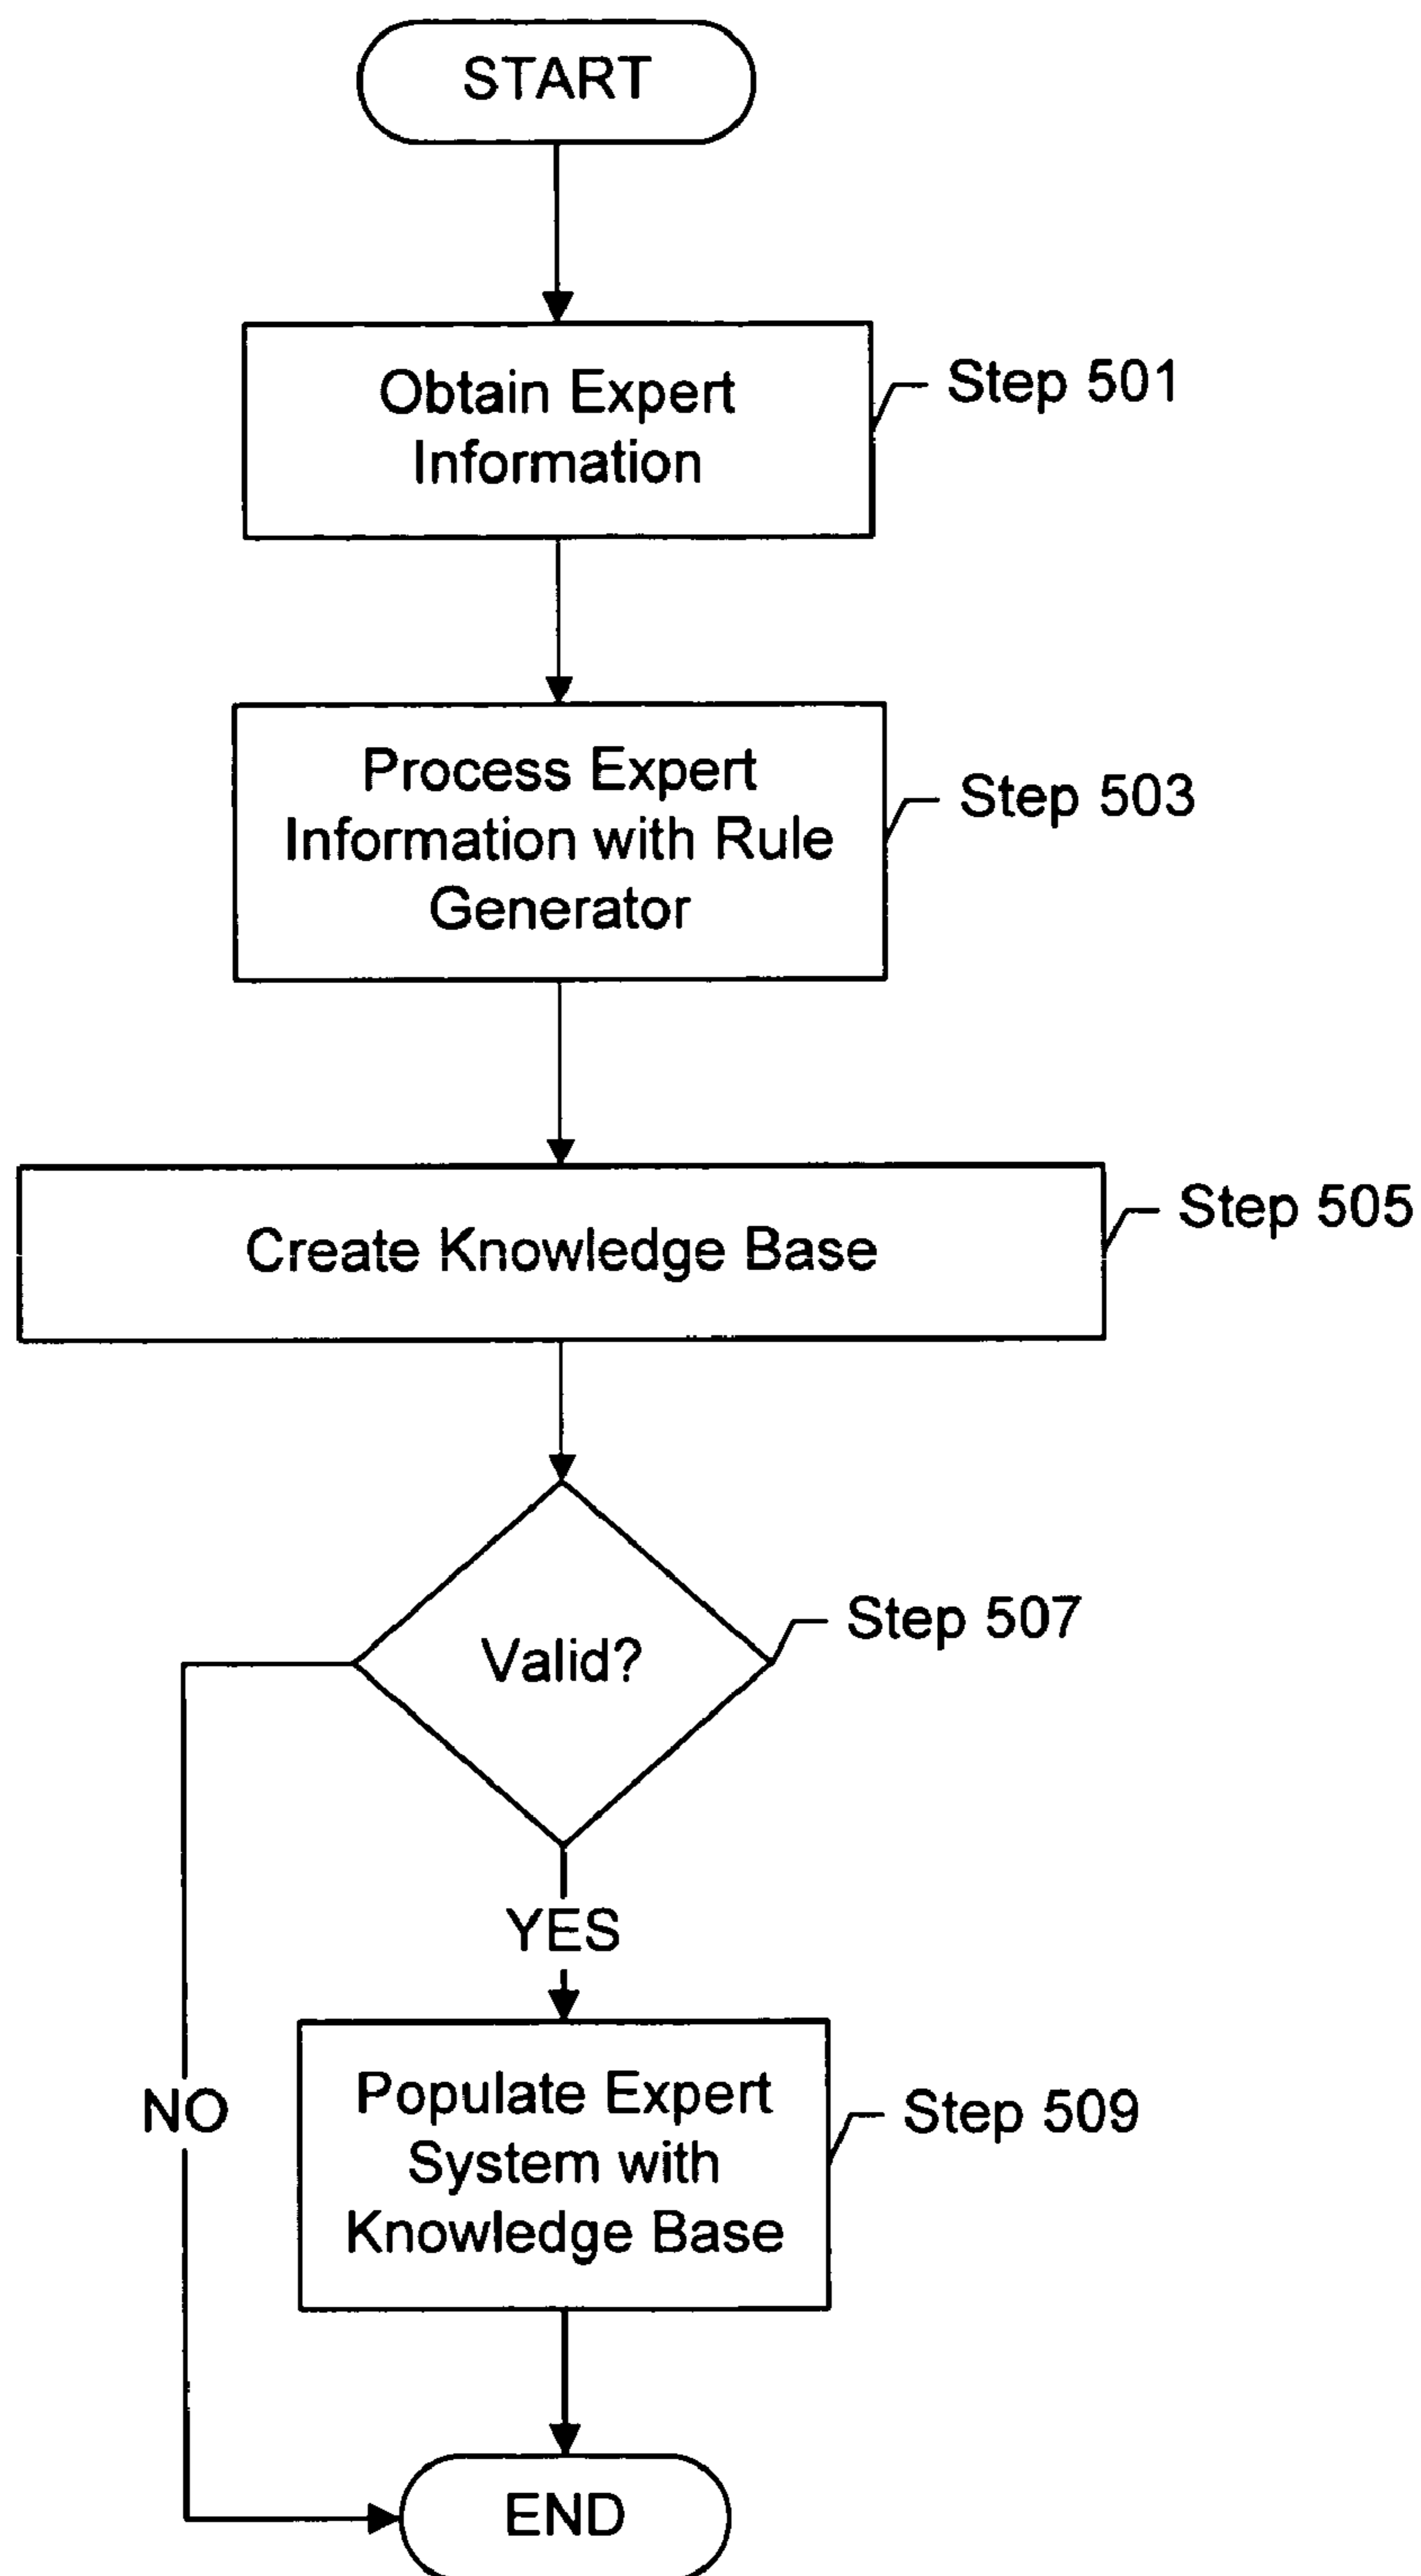 START
Obtain Expert
Information
Step 501
Process Expert
Information with Rule
Generator
Step 503
Create Knowledge Base
Step 505
Valid?
Step 507
YES
NO
Populate Expert
System with
Knowledge Base
Step 509
END